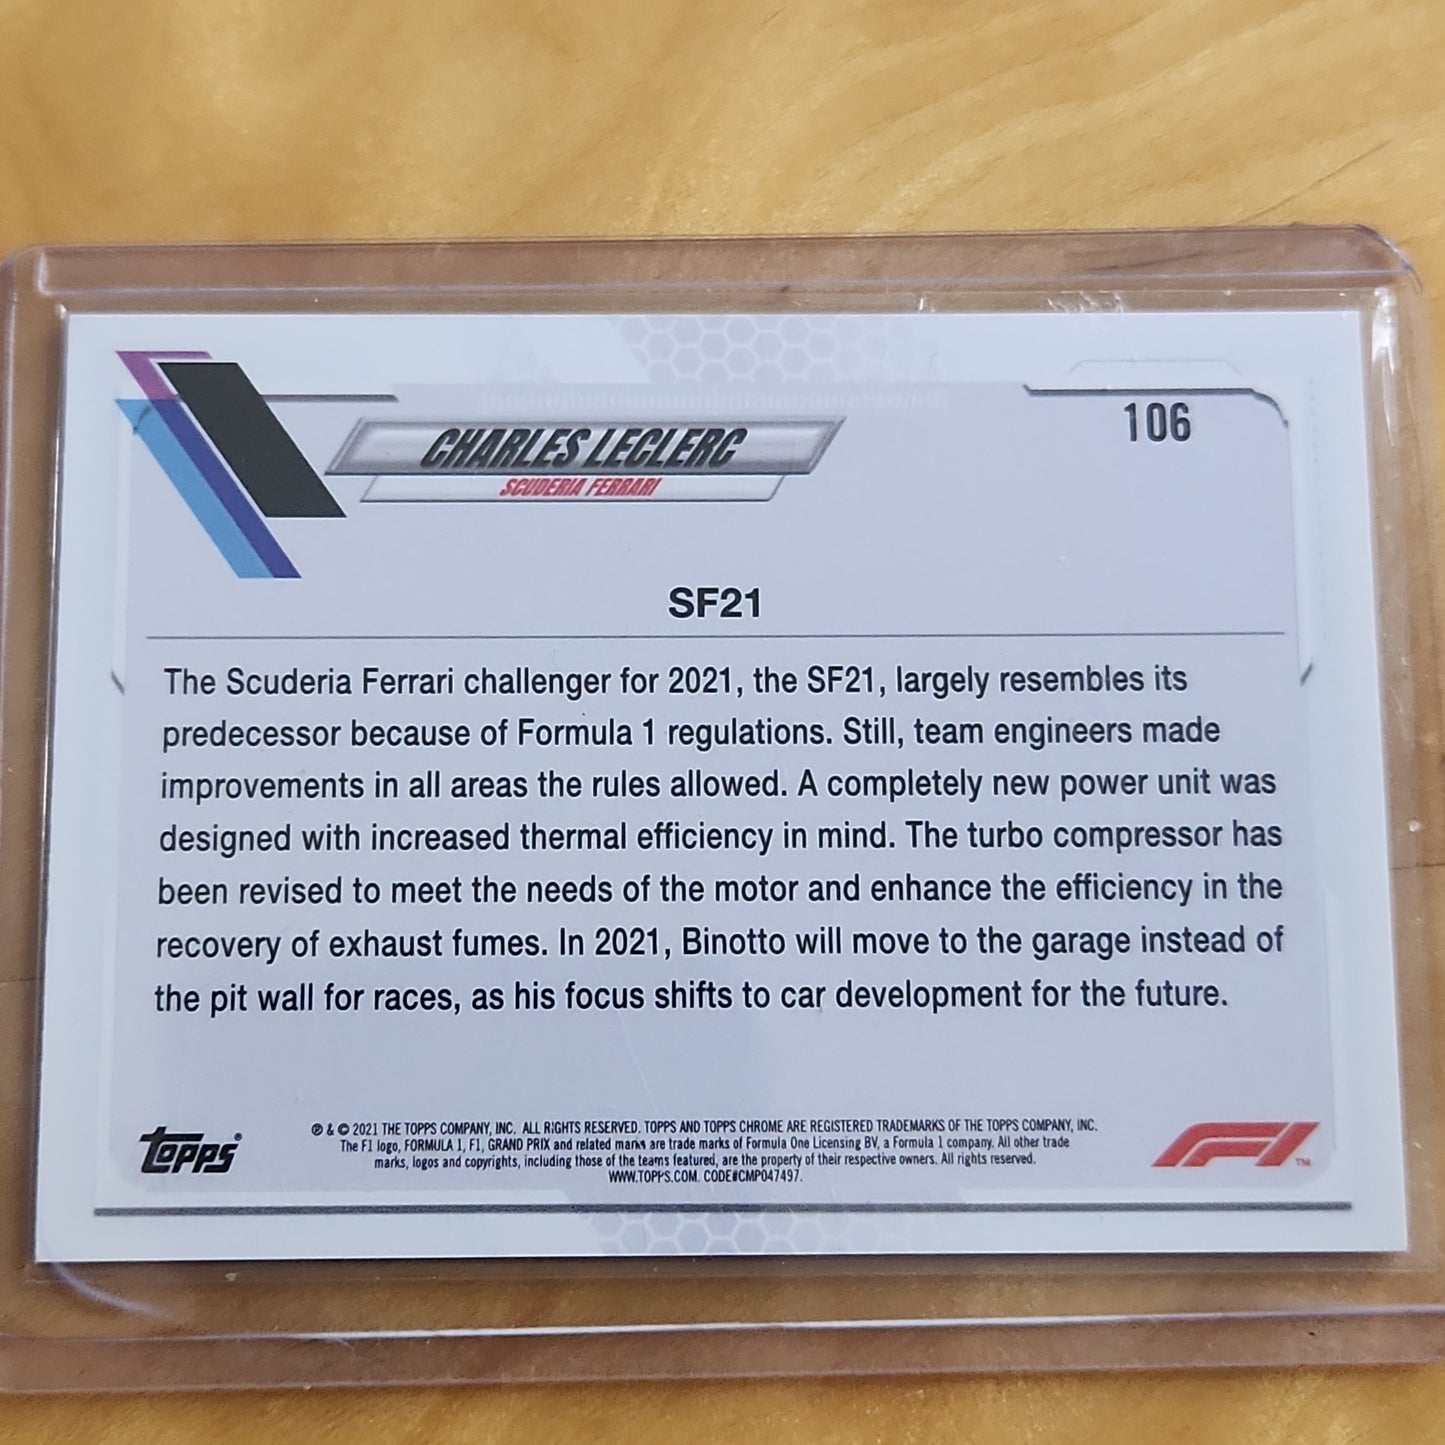 CHARLES LECLERC
106
SCUDERIA FERRARI
SF21
The Scuderia Ferrari challenger for 2021, the SF21, largely resembles its
predecessor because of Formula 1 regulations. Still, team engineers made
improvements in all areas the rules allowed. A completely new power unit was
designed with increased thermal efficiency in mind. The turbo compressor has
been revised to meet the needs of the motor and enhance the efficiency in the
recovery of exhaust fumes. In 2021, Binotto will move to the garage instead of
the pit wall for races, as his focus shifts to car development for the future.
Topps®
℗ & © 2021 THE TOPPS COMPANY, INC. ALL RIGHTS RESERVED. TOPPS AND TOPPS CHROME ARE REGISTERED TRADEMARKS OF THE TOPPS COMPANY, INC.
The F1 logo, FORMULA 1, F1, GRAND PRIX and related marks are trade marks of Formula One Licensing BV, a Formula 1 company. All other trade
marks, logos and copyrights, including those of the teams featured, are the property of their respective owners. All rights reserved.
WWW.TOPPS.COM. CODE#CMP047497.
F1™